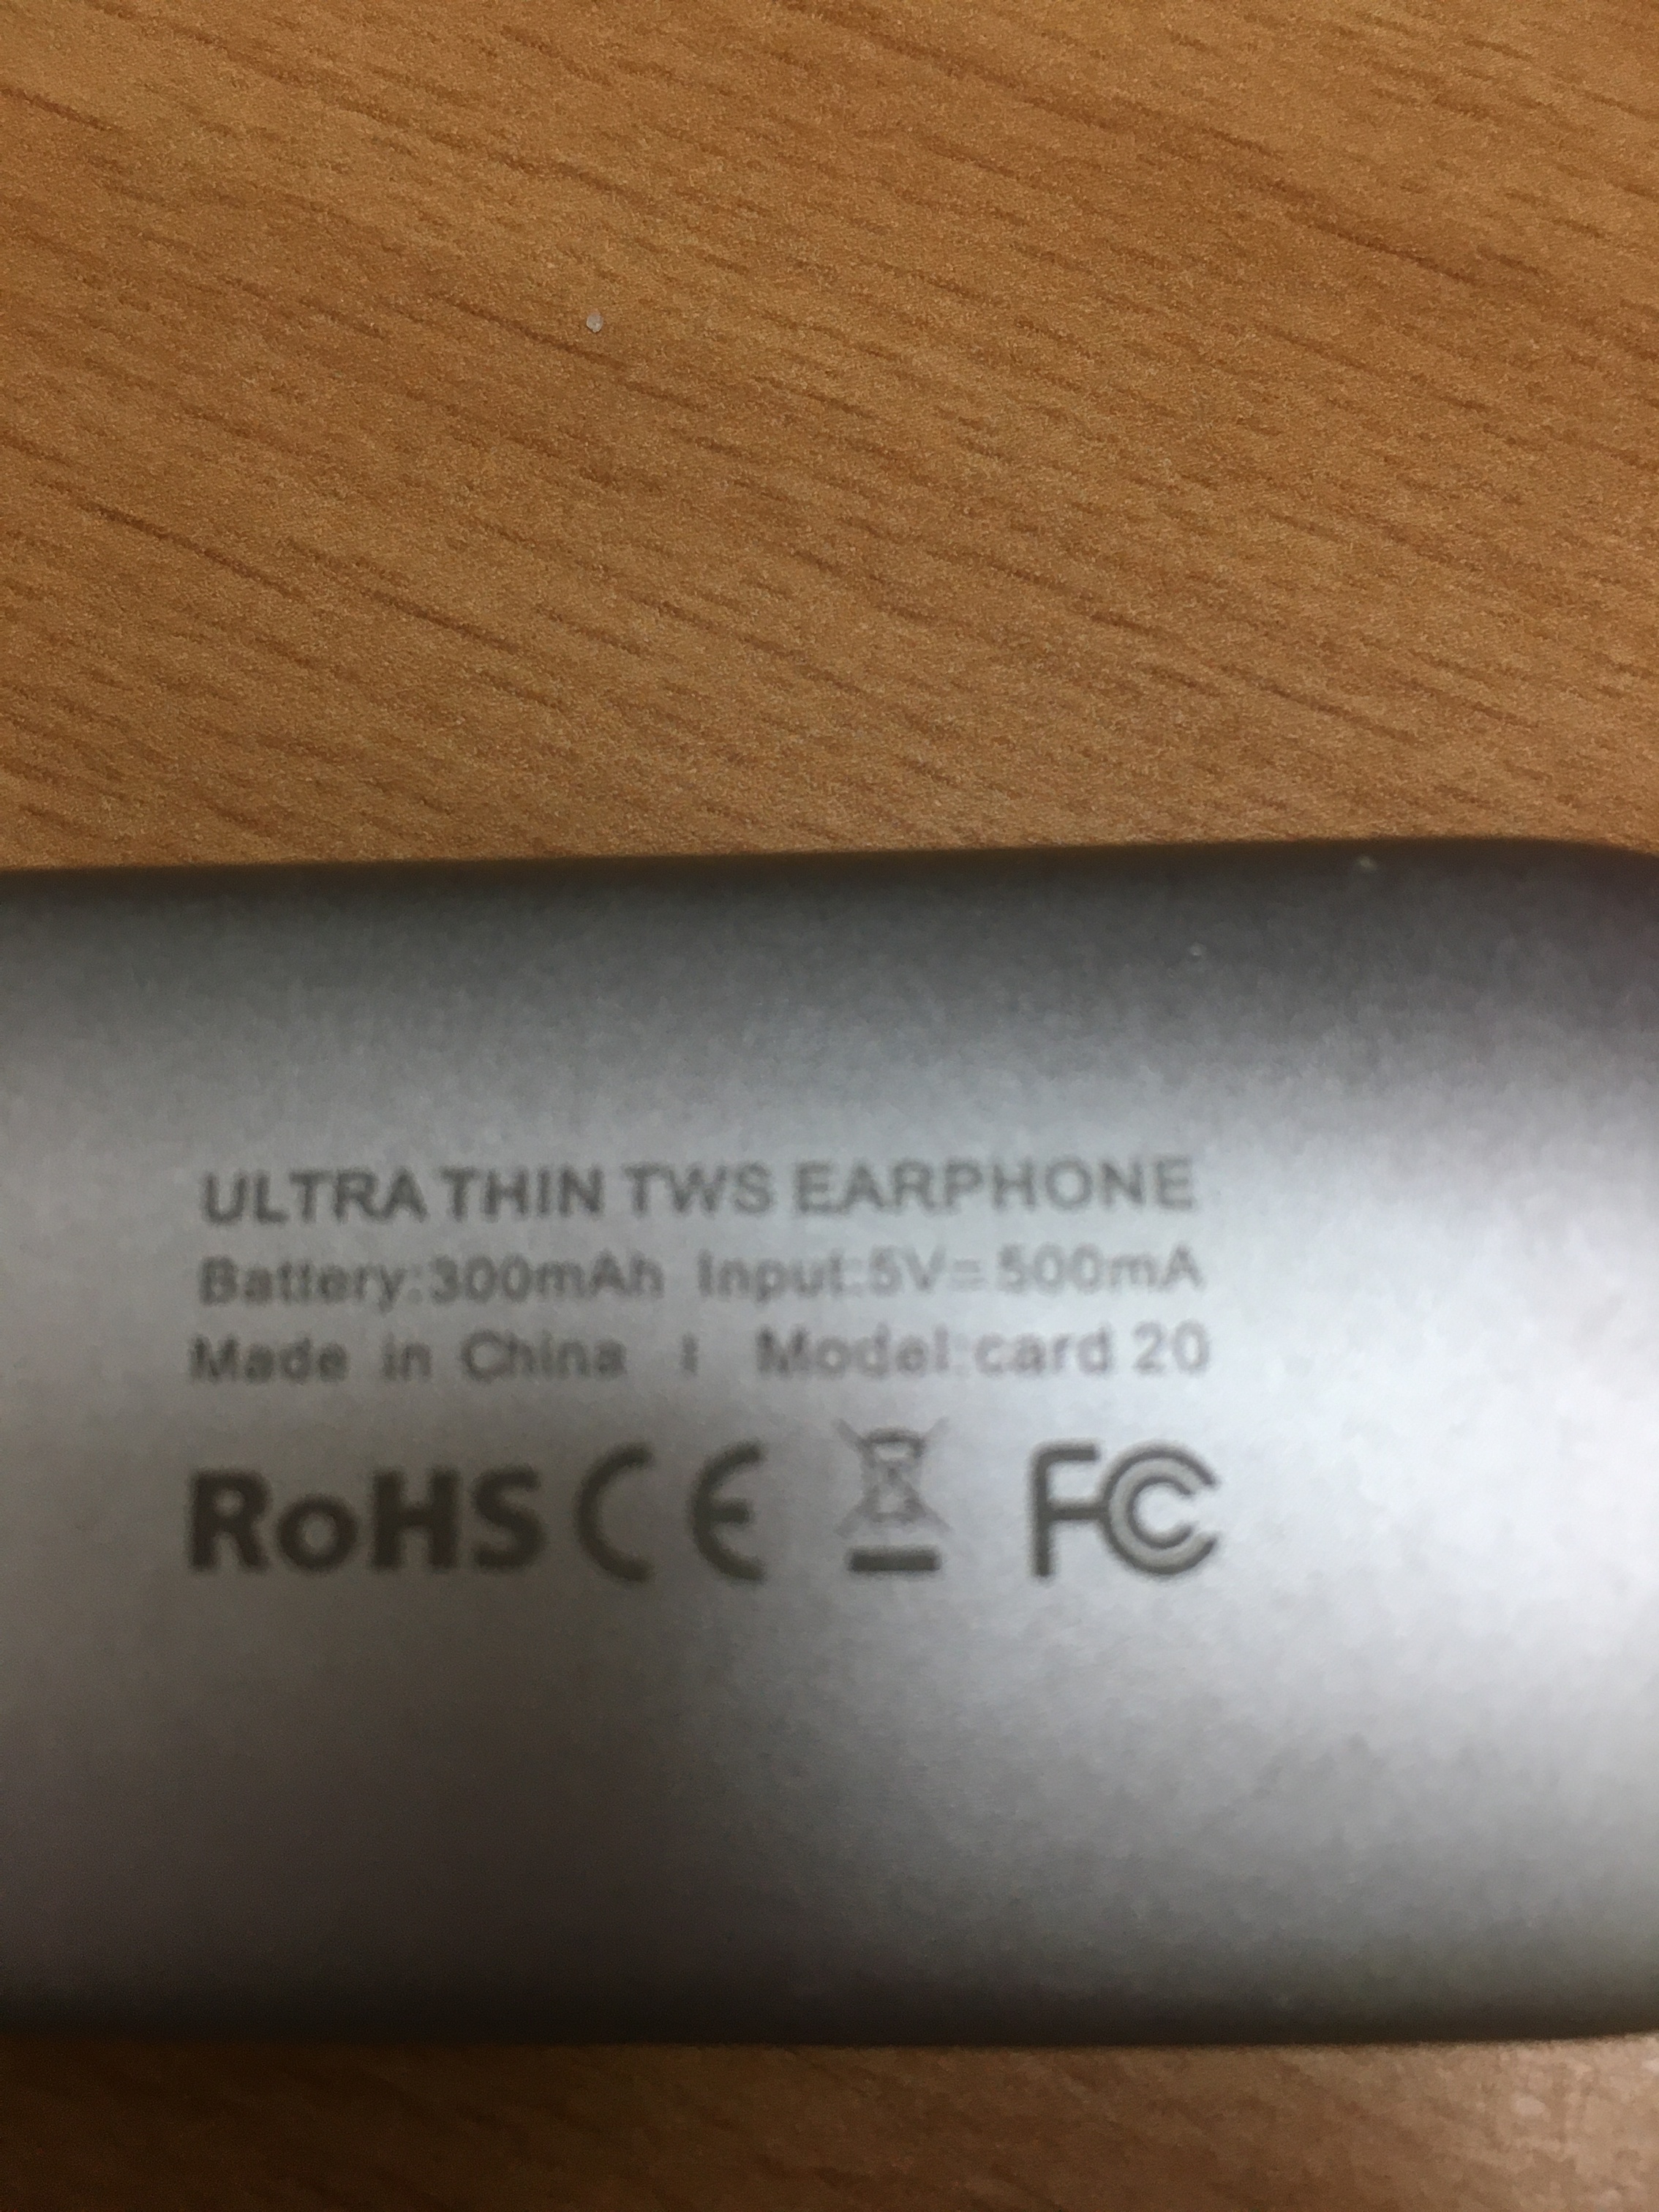 ULTRA THIN TWS EARPHONE
Battery:300mAh Input:5V=500mA
Made in China I Model:card 20
RoHS CE FC